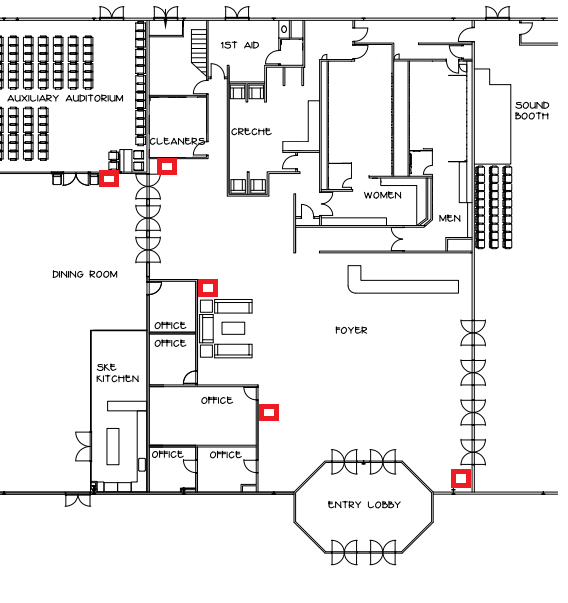 1ST AID
AUXILIARY AUDITORIUM
SOUND
BOOTH
CRECHE
CLEANERS
WOMEN
MEN
DINING ROOM
OFFICE
FOYER
OFFICE
SKE
KITCHEN
OFFICE
OFFICE
OFFICE
ENTRY LOBBY